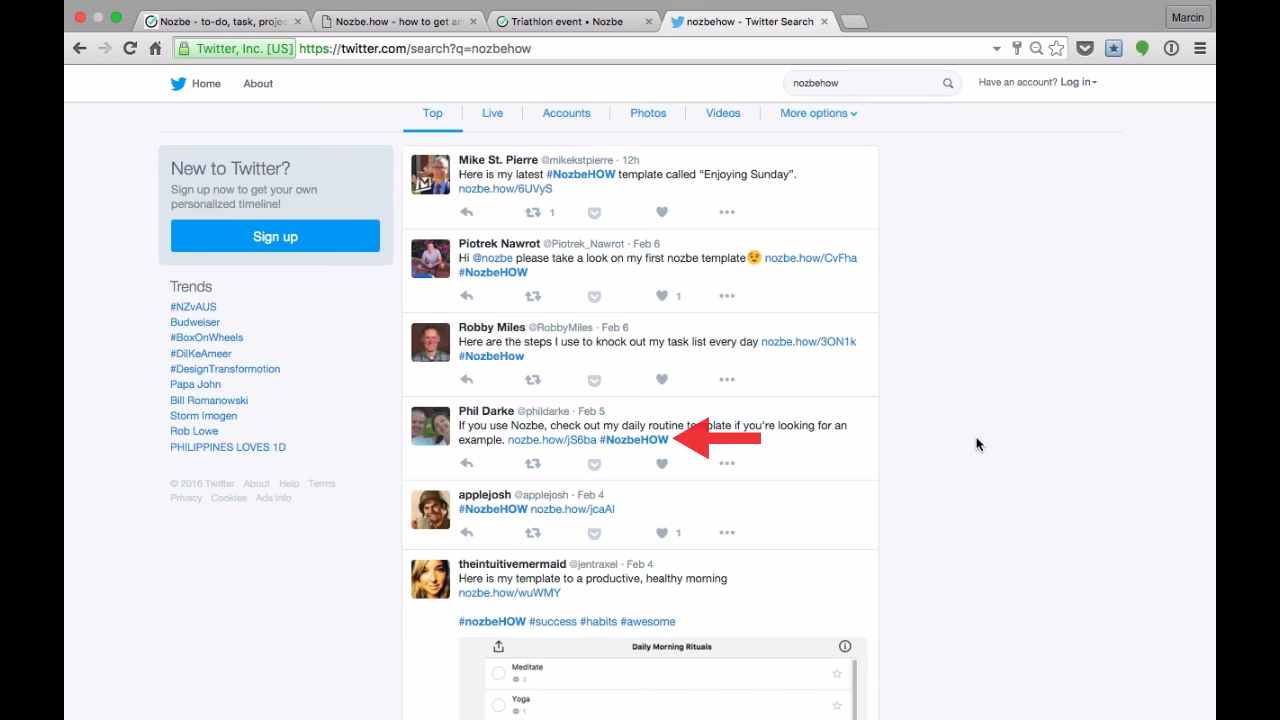 Nozbe - to-do, task, projec
Nozbe.how - how to get an
Triathlon event • Nozbe
nozbehow - Twitter Search
Marcin
Twitter, Inc. [US]
https://twitter.com/search?q=nozbehow
Home
About
nozbehow
Have an account? Log in
Top
Live
Accounts
Photos
Videos
More options
New to Twitter?
Sign up now to get your own
personalized timeline!
Sign up
Trends
#NZvAUS
Budweiser
#BoxOnWheels
#DilKeAmeer
#DesignTransformation
Papa John
Bill Romanowski
Storm Imogen
Rob Lowe
PHILIPPINES LOVES 1D
© 2016 Twitter About Help Terms
Privacy Cookies Ads info
Mike St. Pierre @mikekstpierre · 12h
Here is my latest #NozbeHOW template called “Enjoying Sunday”.
nozbe.how/6UVyS
1
Piotrek Nawrot @Piotrek_Nawrot · Feb 6
Hi @nozbe please take a look on my first nozbe template😉 nozbe.how/CvFha
#NozbeHOW
1
Robby Miles @RobbyMiles · Feb 6
Here are the steps I use to knock out my task list every day nozbe.how/3ON1k
#NozbeHow
Phil Darke @phildarke · Feb 5
If you use Nozbe, check out my daily routine template if you're looking for an
example. nozbe.how/jS6ba #NozbeHOW
applejosh @applejosh · Feb 4
#NozbeHOW nozbe.how/jcaAl
1
theintuitivemermaid @jentraxel · Feb 4
Here is my template to a productive, healthy morning
nozbe.how/wuWMY
#nozbeHOW #success #habits #awesome
Daily Morning Rituals
Meditate
3
Yoga
1